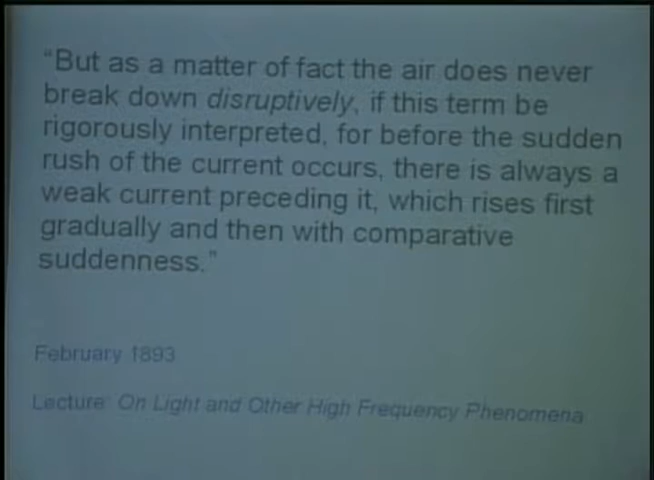 “But as a matter of fact the air does never
break down disruptively, if this term be
rigorously interpreted, for before the sudden
rush of the current occurs, there is always a
weak current preceding it, which rises first
gradually and then with comparative
suddenness.”
February 1893
Lecture: On Light and Other High Frequency Phenomena